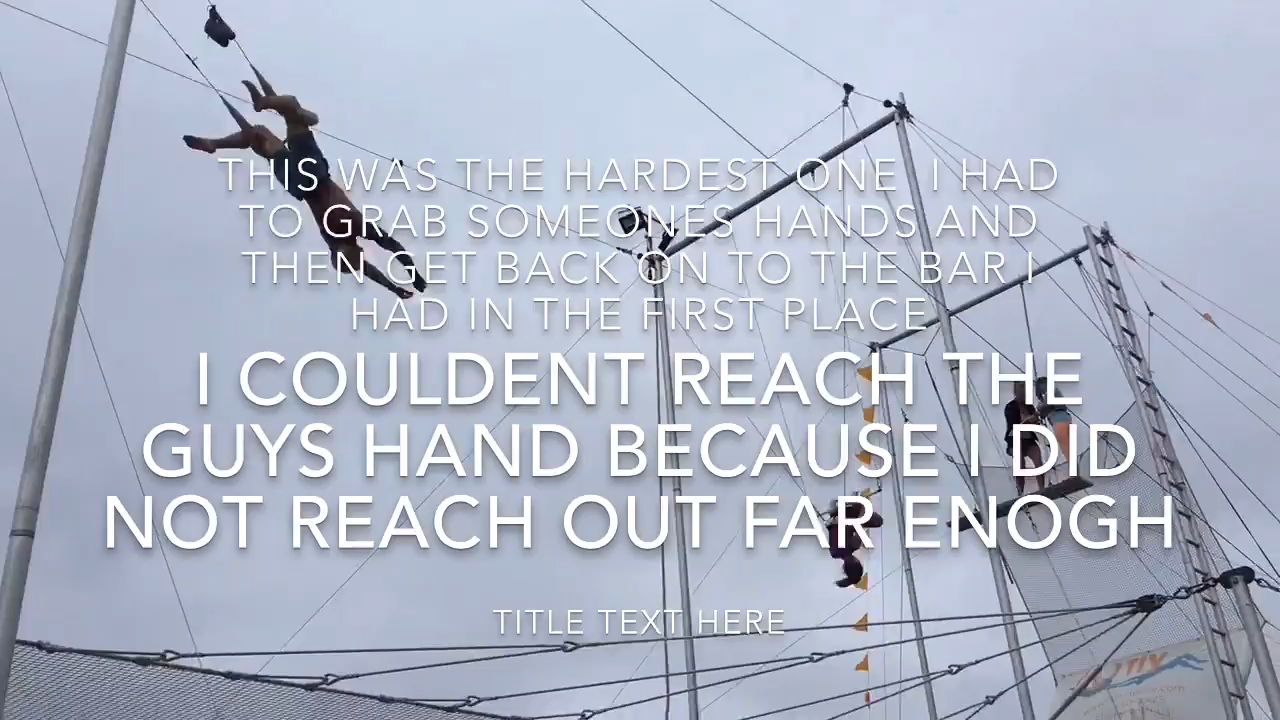 THIS WAS THE HARDEST ONE I HAD
TO GRAB SOMEONES HANDS AND
THEN GET BACK ON TO THE BAR I
HAD IN THE FIRST PLACE
I COULDENT REACH THE
GUYS HAND BECAUSE I DID
NOT REACH OUT FAR ENOGH
TITLE TEXT HERE